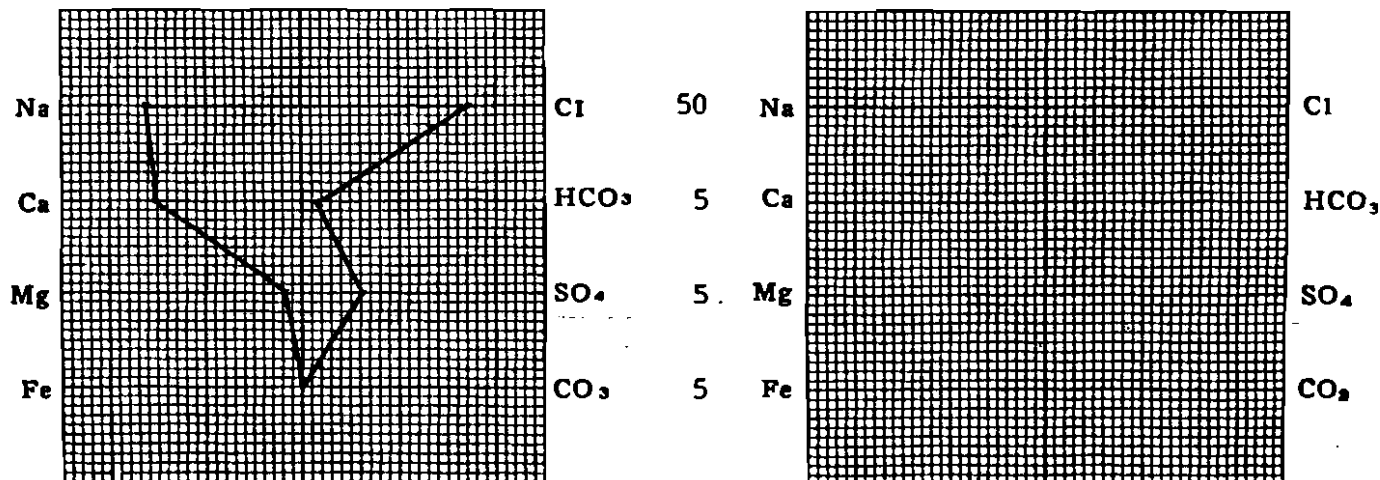 Na Cl 50 Na Cl
Ca HCO₃ 5 Ca HCO₃
Mg SO₄ 5 Mg SO₄
Fe CO₃ 5 Fe CO₃